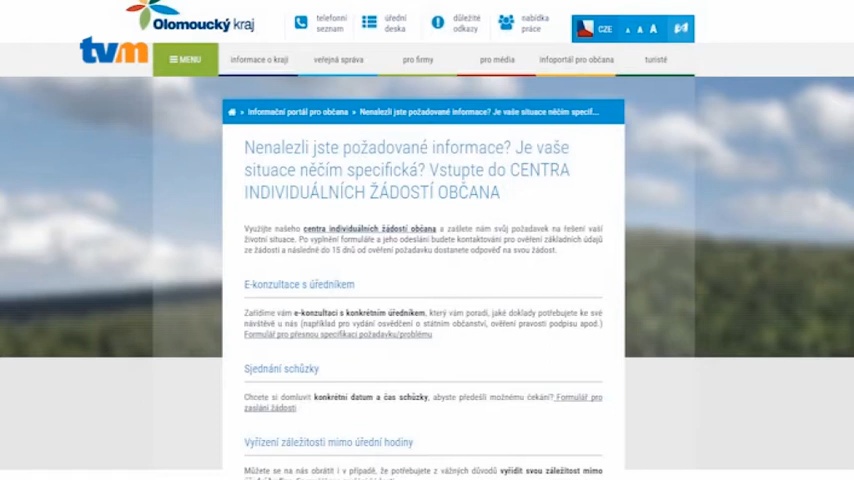 Olomoucký kraj
telefonní
seznam
úřední
deska
důležité
odkazy
nabídka
práce
CZE
A A A
tvm
MENU
informace o kraji
veřejná správa
pro firmy
pro média
infoportál pro občana
turisté
» Informační portál pro občana » Nenalezli jste požadované informace? Je vaše situace něčím specif...
Nenalezli jste požadované informace? Je vaše
situace něčím specifická? Vstupte do CENTRA
INDIVIDUÁLNÍCH ŽÁDOSTÍ OBČANA
Využijte našeho centra individuálních žádostí občana a zašlete nám svůj požadavek na řešení vaší
životní situace. Po vyplnění formuláře a jeho odeslání budete kontaktováni pro ověření základních údajů
ze žádosti a následně do 15 dnů od ověření požadavku dostanete odpověď na svou žádost.
E-konzultace s úředníkem
Zařídíme vám e-konzultaci s konkrétním úředníkem, který vám poradí, jaké doklady potřebujete ke své
návštěvě u nás (například pro vydání osvědčení o státním občanství, ověření pravosti podpisu apod.)
Formulář pro přesnou specifikaci požadavku/problému
Sjednání schůzky
Chcete si domluvit konkrétní datum a čas schůzky, abyste předešli možnému čekání? Formulář pro
zaslání žádosti
Vyřízení záležitosti mimo úřední hodiny
Můžete se na nás obrátit i v případě, že potřebujete z vážných důvodů vyřídit svou záležitost mimo